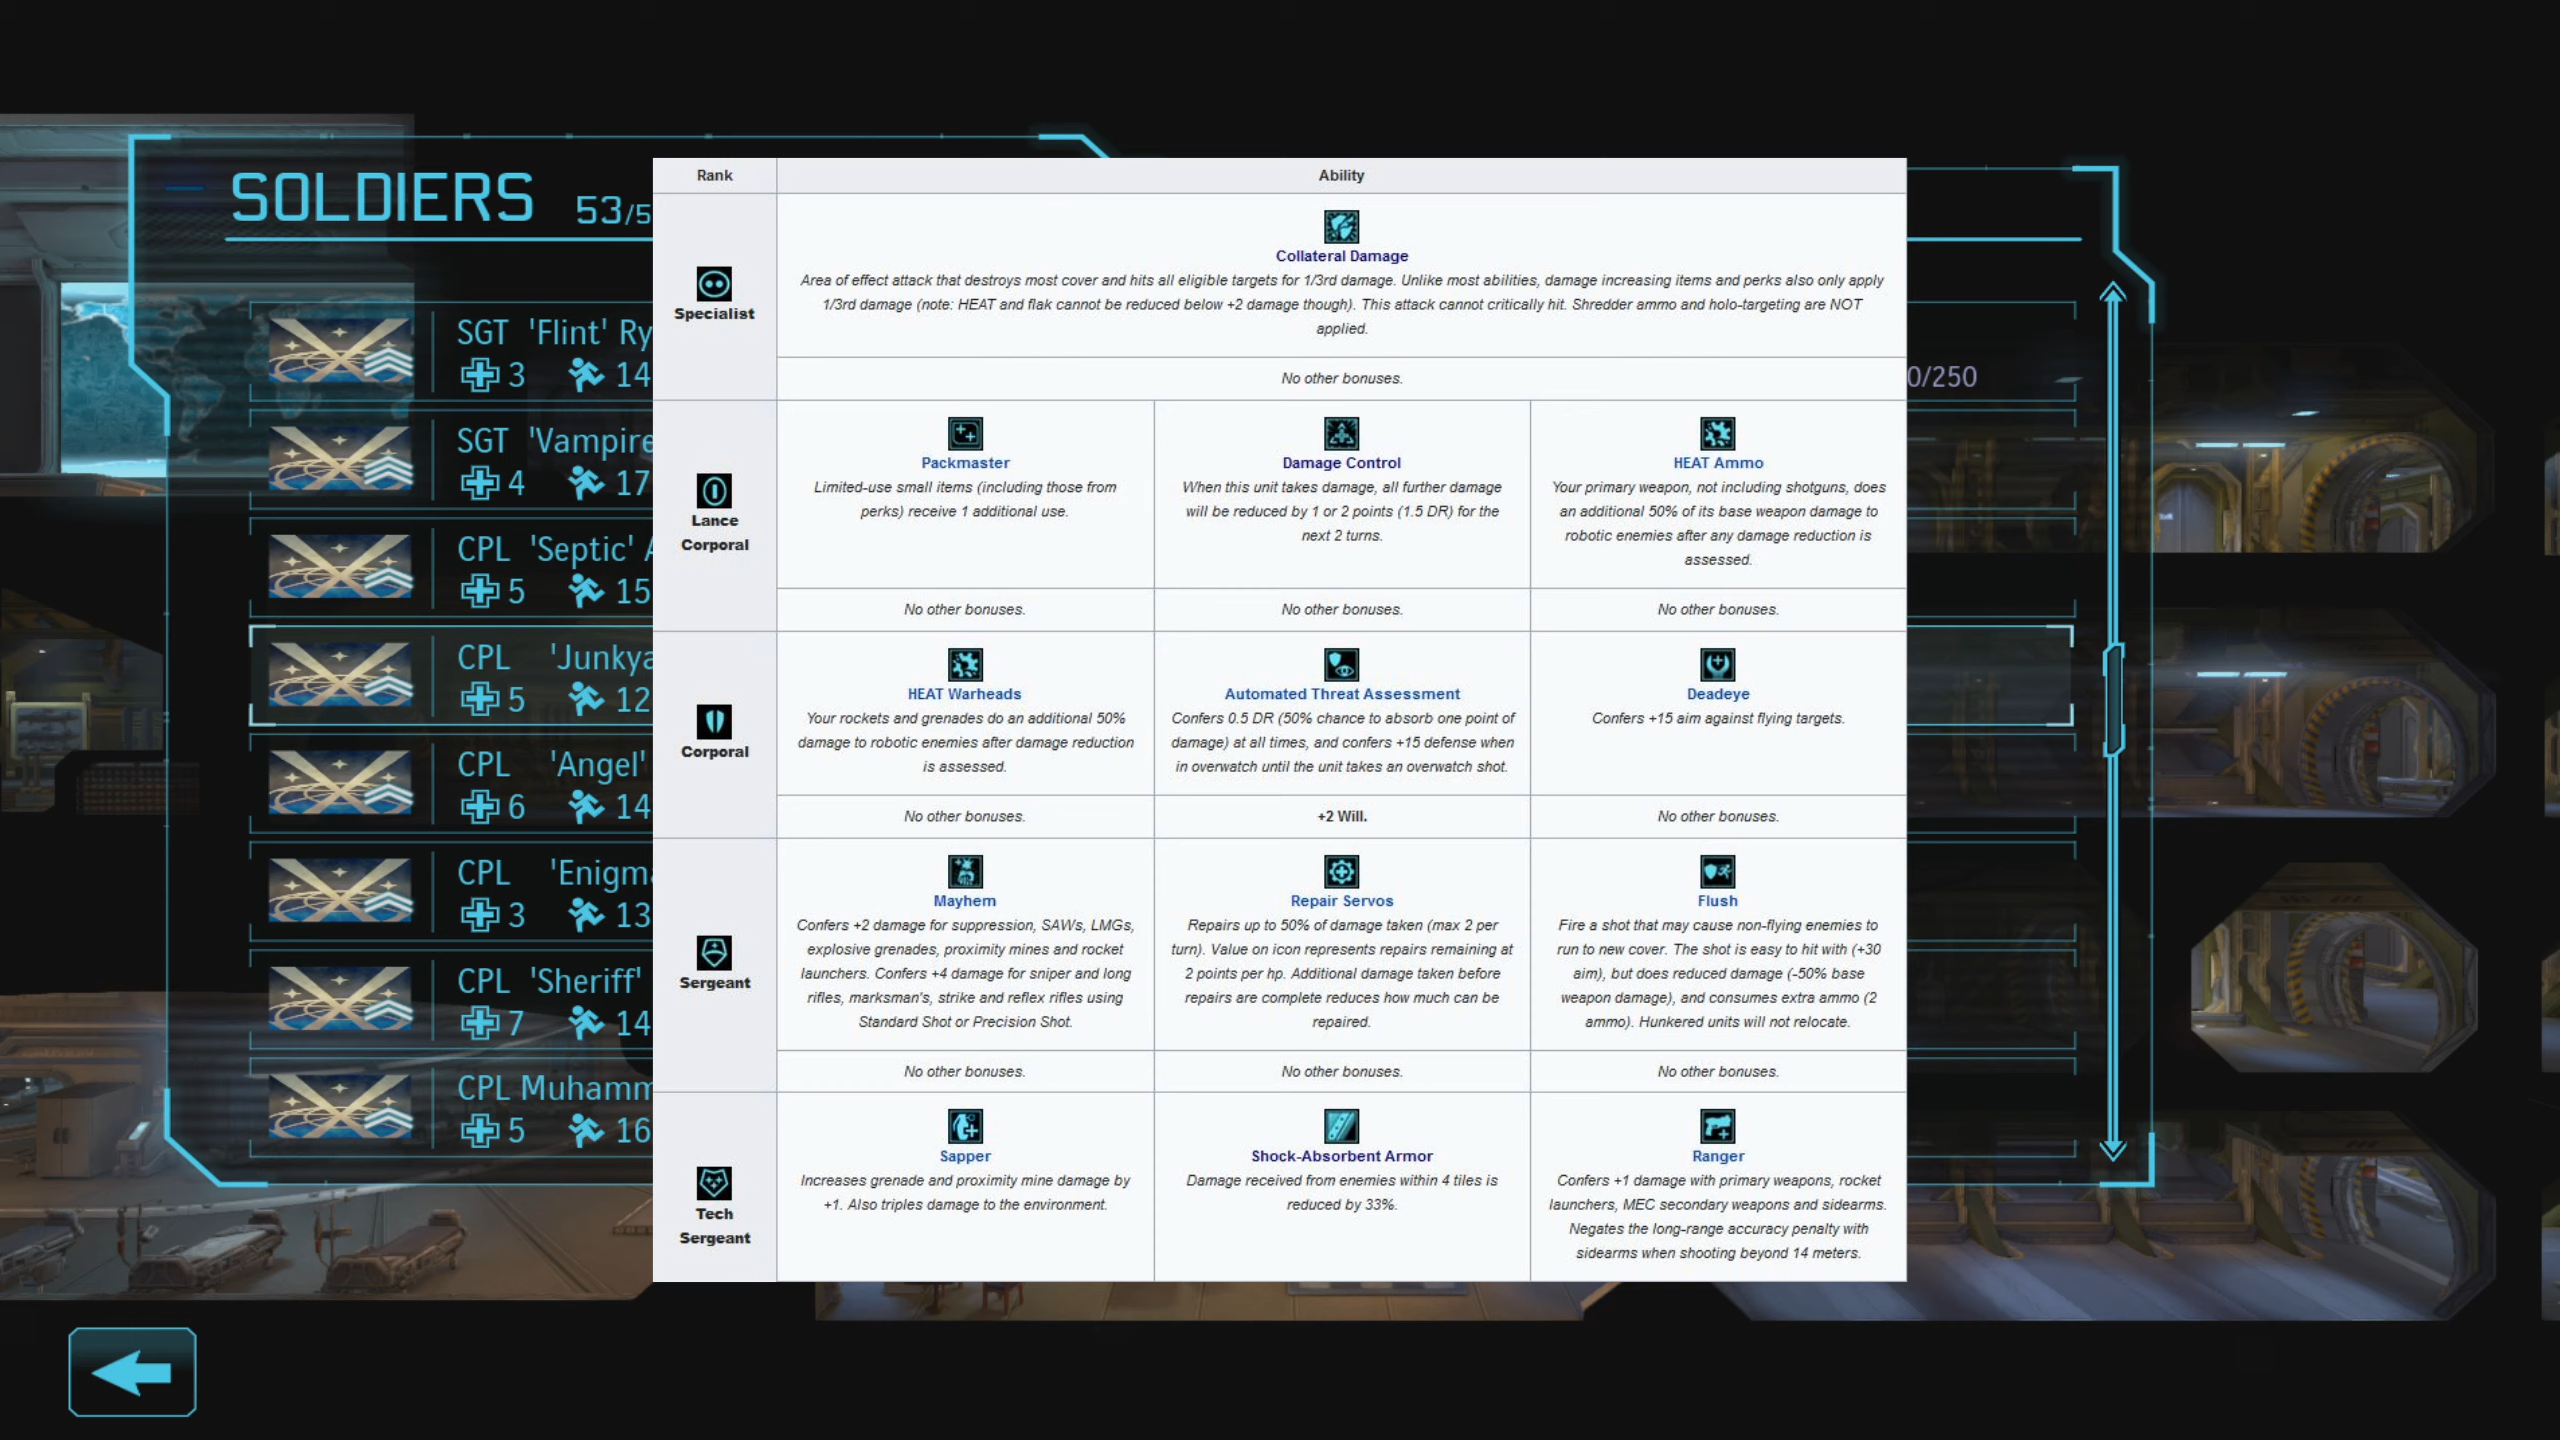 SOLDIERS 53/5
SGT 'Flint' Ry
3 14
SGT 'Vampire
4 17
CPL 'Septic'
5 15
CPL 'Junkya
5 12
CPL 'Angel'
6 14
CPL 'Enigm
3 13
CPL 'Sheriff'
7 14
CPL Muhamm
5 16
0/250
Rank Ability
Specialist
Collateral Damage
Area of effect attack that destroys most cover and hits all eligible targets for 1/3rd damage. Unlike most abilities, damage increasing items and perks also only apply
1/3rd damage (note: HEAT and flak cannot be reduced below +2 damage though). This attack cannot critically hit. Shredder ammo and holo-targeting are NOT
applied.
No other bonuses.
Lance
Corporal
Packmaster
Limited-use small items (including those from
perks) receive 1 additional use.
No other bonuses.
Damage Control
When this unit takes damage, all further damage
will be reduced by 1 or 2 points (1.5 DR) for the
next 2 turns.
No other bonuses.
HEAT Ammo
Your primary weapon, not including shotguns, does
an additional 50% of its base weapon damage to
robotic enemies after any damage reduction is
assessed.
No other bonuses.
Corporal
HEAT Warheads
Your rockets and grenades do an additional 50%
damage to robotic enemies after damage reduction
is assessed.
No other bonuses.
Automated Threat Assessment
Confers 0.5 DR (50% chance to absorb one point of
damage) at all times, and confers +15 defense when
in overwatch until the unit takes an overwatch shot.
+2 Will.
Deadeye
Confers +15 aim against flying targets.
No other bonuses.
Sergeant
Mayhem
Confers +2 damage for suppression, SAWs, LMGs,
explosive grenades, proximity mines and rocket
launchers. Confers +4 damage for sniper and long
rifles, marksman's, strike and reflex rifles using
Standard Shot or Precision Shot.
No other bonuses.
Repair Servos
Repairs up to 50% of damage taken (max 2 per
turn). Value on icon represents repairs remaining at
2 points per hp. Additional damage taken before
repairs are complete reduces how much can be
repaired.
No other bonuses.
Flush
Fire a shot that may cause non-flying enemies to
run to new cover. The shot is easy to hit with (+30
aim), but does reduced damage (-50% base
weapon damage), and consumes extra ammo (2
ammo). Hunkered units will not relocate.
No other bonuses.
Tech
Sergeant
Sapper
Increases grenade and proximity mine damage by
+1. Also triples damage to the environment.
Shock-Absorbent Armor
Damage received from enemies within 4 tiles is
reduced by 33%.
Ranger
Confers +1 damage with primary weapons, rocket
launchers, MEC secondary weapons and sidearms.
Negates the long-range accuracy penalty with
sidearms when shooting beyond 14 meters.